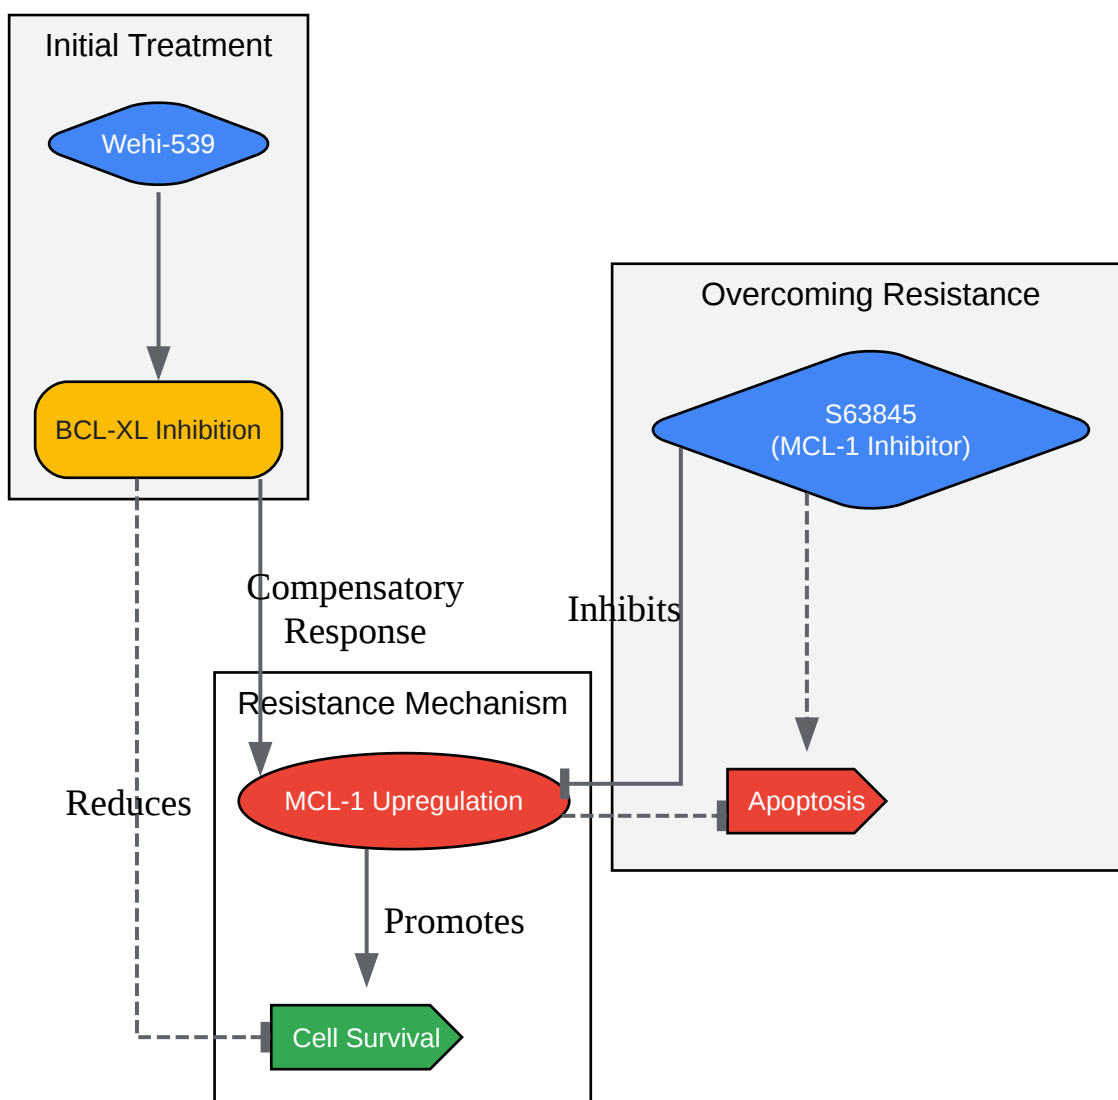 Initial Treatment
Wehi-539
BCL-XL Inhibition
Overcoming Resistance
S63845
(MCL-1 Inhibitor)
Compensatory
Response
Inhibits
Resistance Mechanism
Reduces
MCL-1 Upregulation
Apoptosis
Promotes
Cell Survival